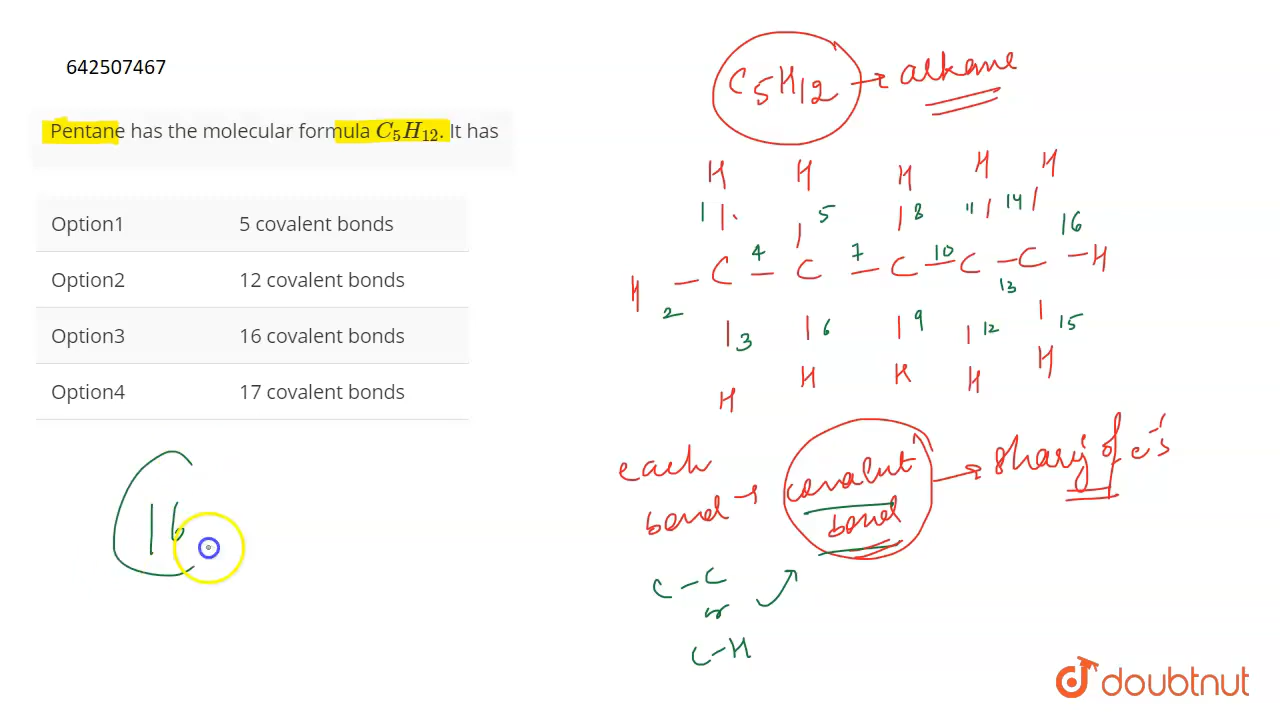 642507467
Pentane has the molecular formula C5H12. It has
Option1 5 covalent bonds
Option2 12 covalent bonds
Option3 16 covalent bonds
Option4 17 covalent bonds
16
C5H12 → alkane
H H H H H
1 5 8 11 14 16
H – C – C – C – C – C – H
2 4 7 10 13
3 6 9 12 15
H H H H H
each bond → covalent bond → sharing of e-s
C – C
or
C – H
doubtnut